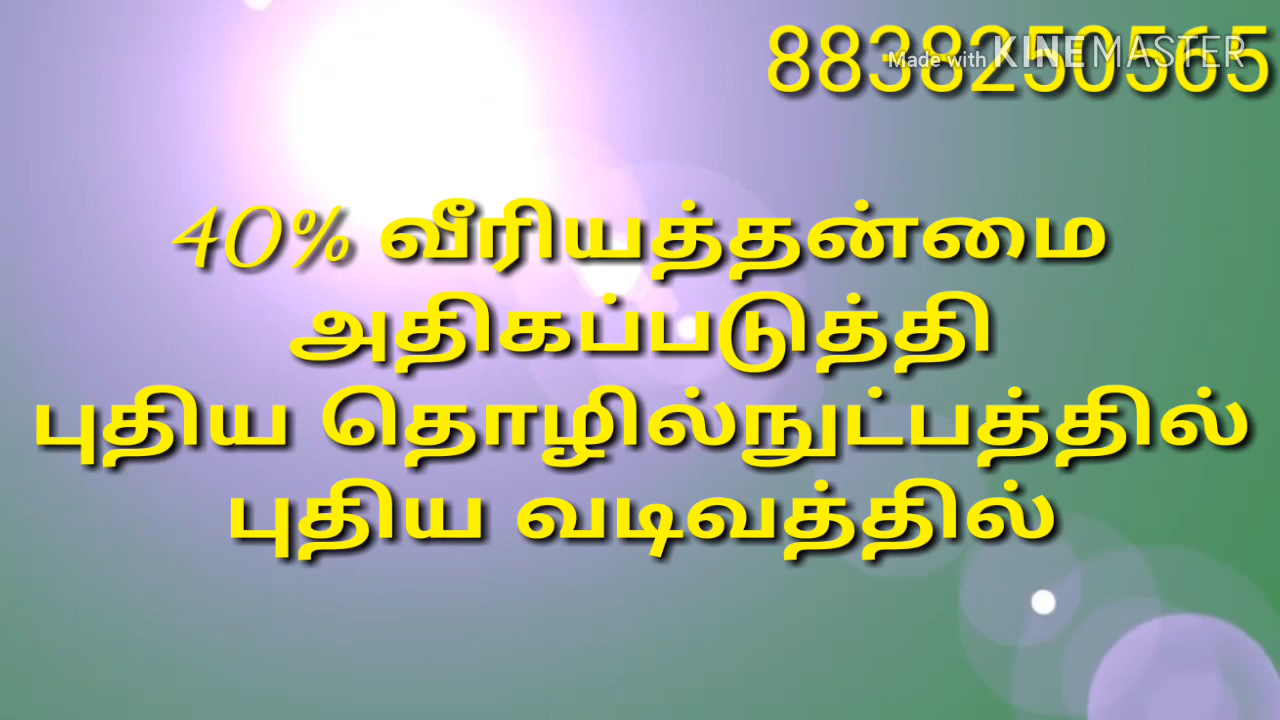 8838250565
Made with KINEMASTER
40% வீரியத்தன்மை
அதிகப்படுத்தி
புதிய தொழில்நுட்பத்தில்
புதிய வடிவத்தில்